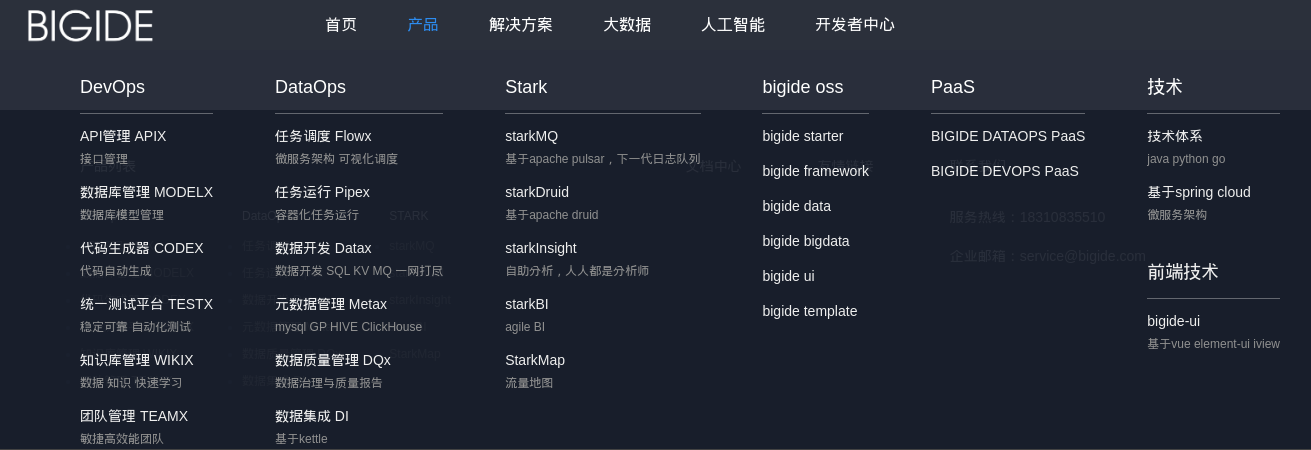 BIGIDE
首页 产品 解决方案 大数据 人工智能 开发者中心
DevOps
API管理 APIX
接口管理
数据库管理 MODELX
数据库模型管理
代码生成器 CODEX
代码自动生成
统一测试平台 TESTX
稳定可靠 自动化测试
知识库管理 WIKIX
数据 知识 快速学习
团队管理 TEAMX
敏捷高效能团队
DataOps
任务调度 Flowx
微服务架构 可视化调度
任务运行 Pipex
容器化任务运行
数据开发 Datax
数据开发 SQL KV MQ 一网打尽
元数据管理 Metax
mysql GP HIVE ClickHouse
数据质量管理 DQx
数据治理与质量报告
数据集成 DI
基于kettle
Stark
starkMQ
基于apache pulsar，下一代日志队列
starkDruid
基于apache druid
starkInsight
自助分析，人人都是分析师
starkBI
agile BI
StarkMap
流量地图
bigide oss
bigide starter
bigide framework
bigide data
bigide bigdata
bigide ui
bigide template
PaaS
BIGIDE DATAOPS PaaS
BIGIDE DEVOPS PaaS
技术
技术体系
java python go
基于spring cloud
微服务架构
前端技术
bigide-ui
基于vue element-ui iview
STARK
starkMQ
StarkMap
服务热线：18310835510
企业邮箱：service@bigide.com